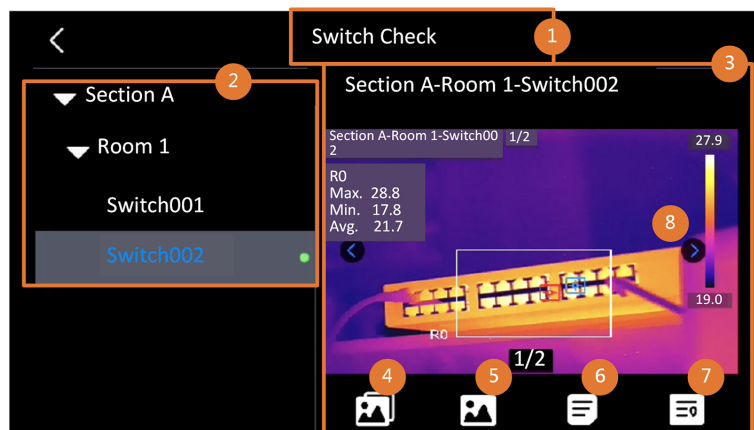 Switch Check
1
2
3
Section A
Room 1
Switch001
Switch002
Section A-Room 1-Switch002
Section A-Room 1-Switch00
2
1/2
27.9
R0
Max. 28.8
Min. 17.8
Avg. 21.7
8
19.0
R0
1/2
4
5
6
7